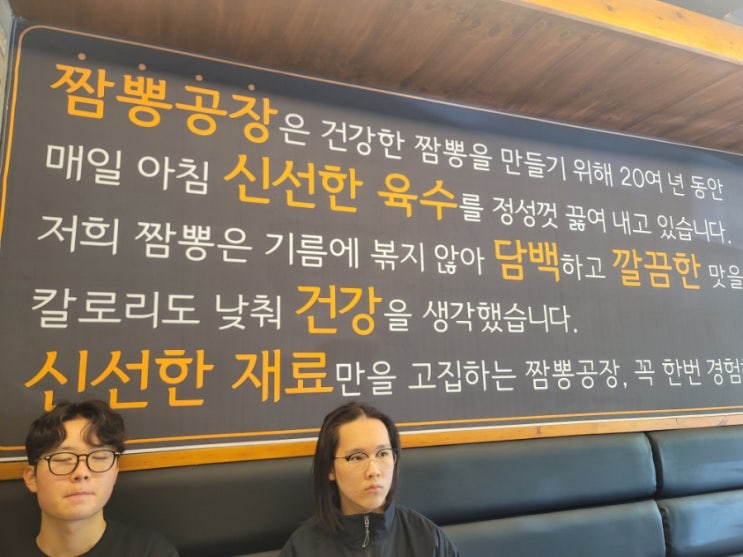 짬뽕공장은 건강한 짬뽕을 만들기 위해 20여 년 동안
매일 아침 신선한 육수를 정성껏 끓여 내고 있습니다.
저희 짬뽕은 기름에 볶지 않아 담백하고 깔끔한 맛을
칼로리도 낮춰 건강을 생각했습니다.
신선한 재료만을 고집하는 짬뽕공장, 꼭 한번 경험